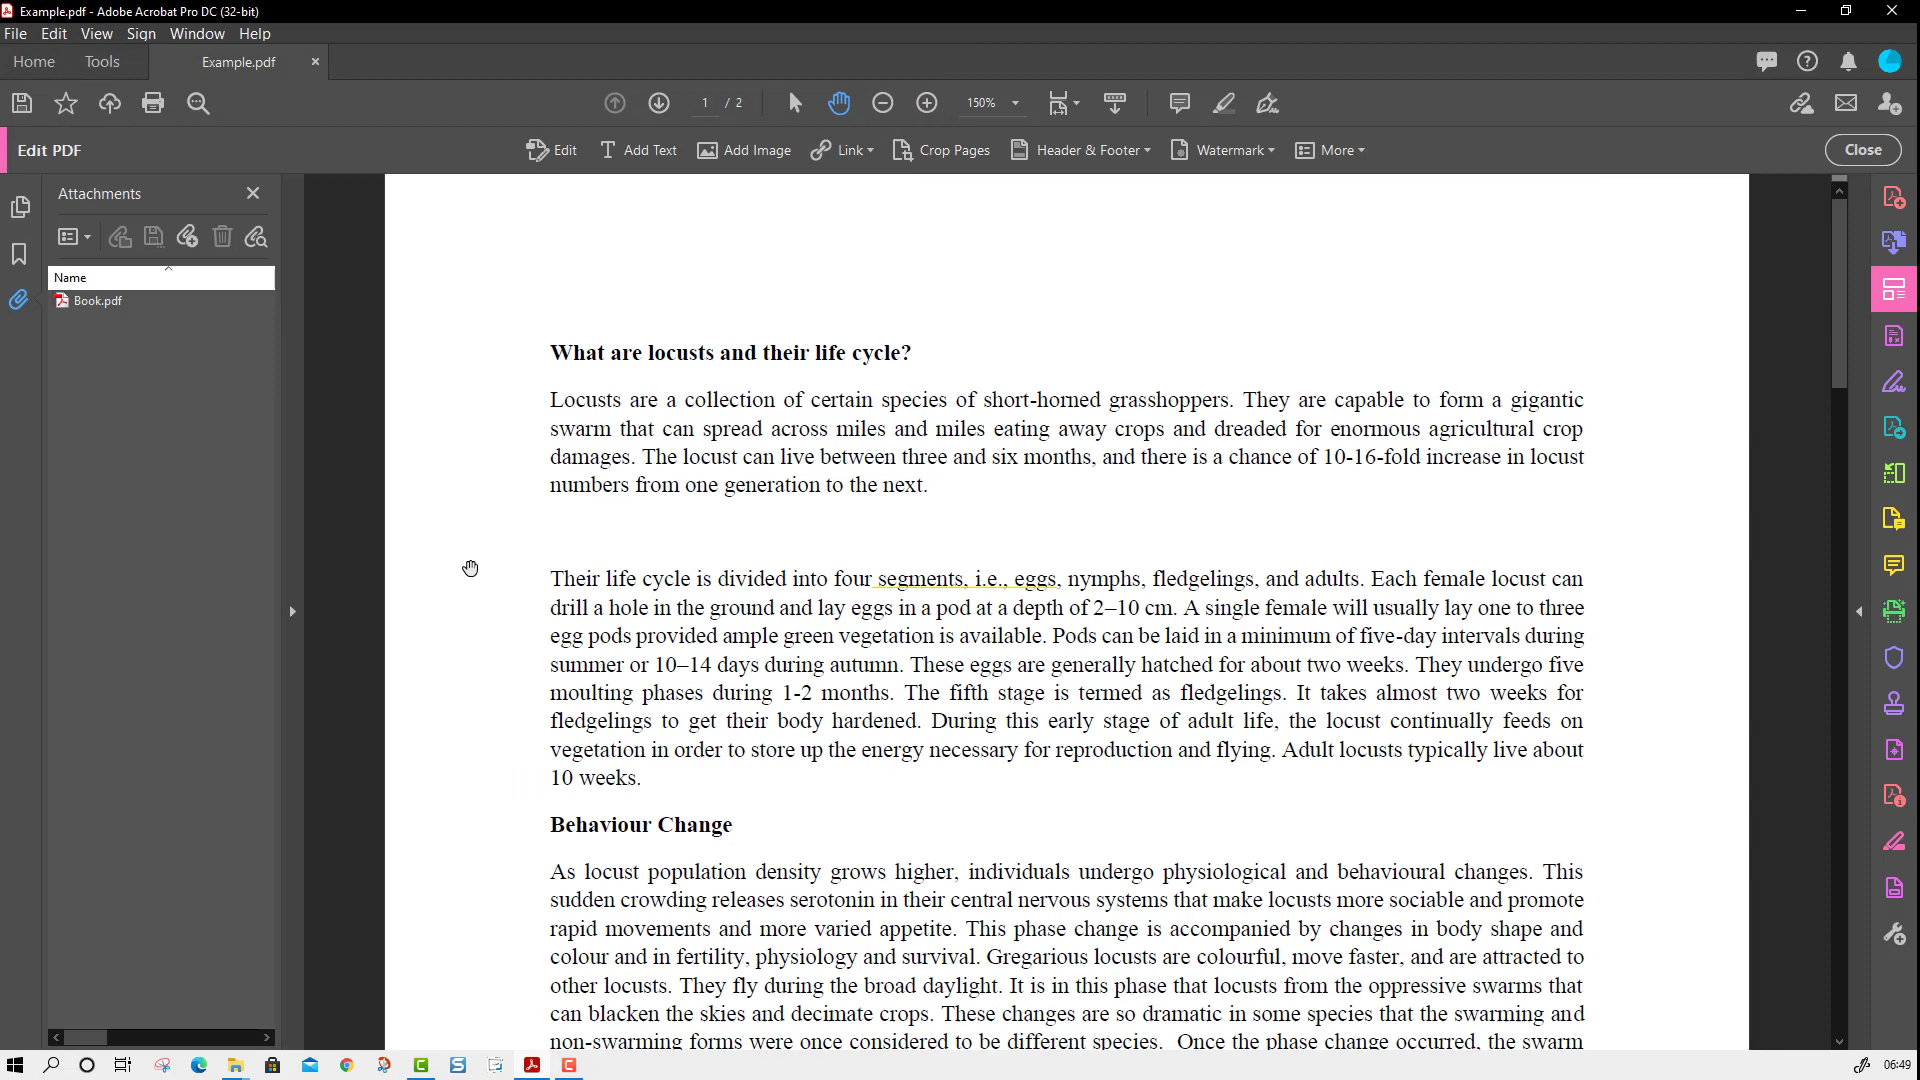 Example.pdf - Adobe Acrobat Pro DC (32-bit)
File Edit View Sign Window Help
Home Tools Example.pdf
1 / 2 150%
Edit PDF Edit Add Text Add Image Link Crop Pages Header & Footer Watermark More Close
Attachments
Name
Book.pdf
What are locusts and their life cycle?
Locusts are a collection of certain species of short-horned grasshoppers. They are capable to form a gigantic
swarm that can spread across miles and miles eating away crops and dreaded for enormous agricultural crop
damages. The locust can live between three and six months, and there is a chance of 10-16-fold increase in locust
numbers from one generation to the next.
Their life cycle is divided into four segments, i.e., eggs, nymphs, fledgelings, and adults. Each female locust can
drill a hole in the ground and lay eggs in a pod at a depth of 2–10 cm. A single female will usually lay one to three
egg pods provided ample green vegetation is available. Pods can be laid in a minimum of five-day intervals during
summer or 10–14 days during autumn. These eggs are generally hatched for about two weeks. They undergo five
moulting phases during 1-2 months. The fifth stage is termed as fledgelings. It takes almost two weeks for
fledgelings to get their body hardened. During this early stage of adult life, the locust continually feeds on
vegetation in order to store up the energy necessary for reproduction and flying. Adult locusts typically live about
10 weeks.
Behaviour Change
As locust population density grows higher, individuals undergo physiological and behavioural changes. This
sudden crowding releases serotonin in their central nervous systems that make locusts more sociable and promote
rapid movements and more varied appetite. This phase change is accompanied by changes in body shape and
colour and in fertility, physiology and survival. Gregarious locusts are colourful, move faster, and are attracted to
other locusts. They fly during the broad daylight. It is in this phase that locusts from the oppressive swarms that
can blacken the skies and decimate crops. These changes are so dramatic in some species that the swarming and
non-swarming forms were once considered to be different species. Once the phase change occurred, the swarm
06:49